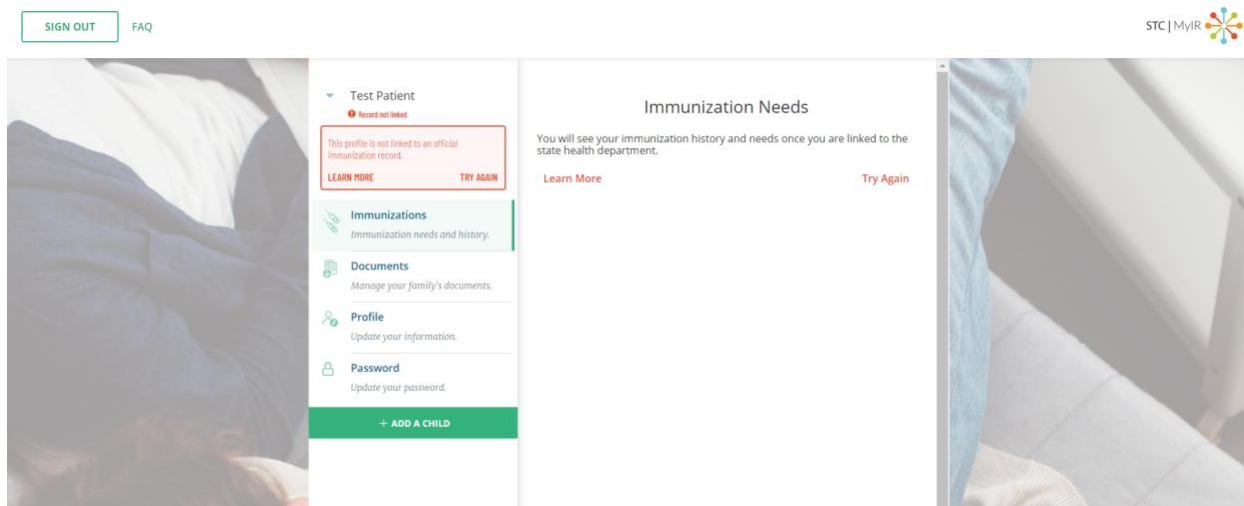 SIGN OUT
FAQ
STC | MyIR
Test Patient
Record not linked
This profile is not linked to an official
immunization record.
LEARN MORE
TRY AGAIN
Immunizations
Immunization needs and history.
Documents
Manage your family's documents.
Profile
Update your information.
Password
Update your password.
+ ADD A CHILD
Immunization Needs
You will see your immunization history and needs once you are linked to the
state health department.
Learn More
Try Again